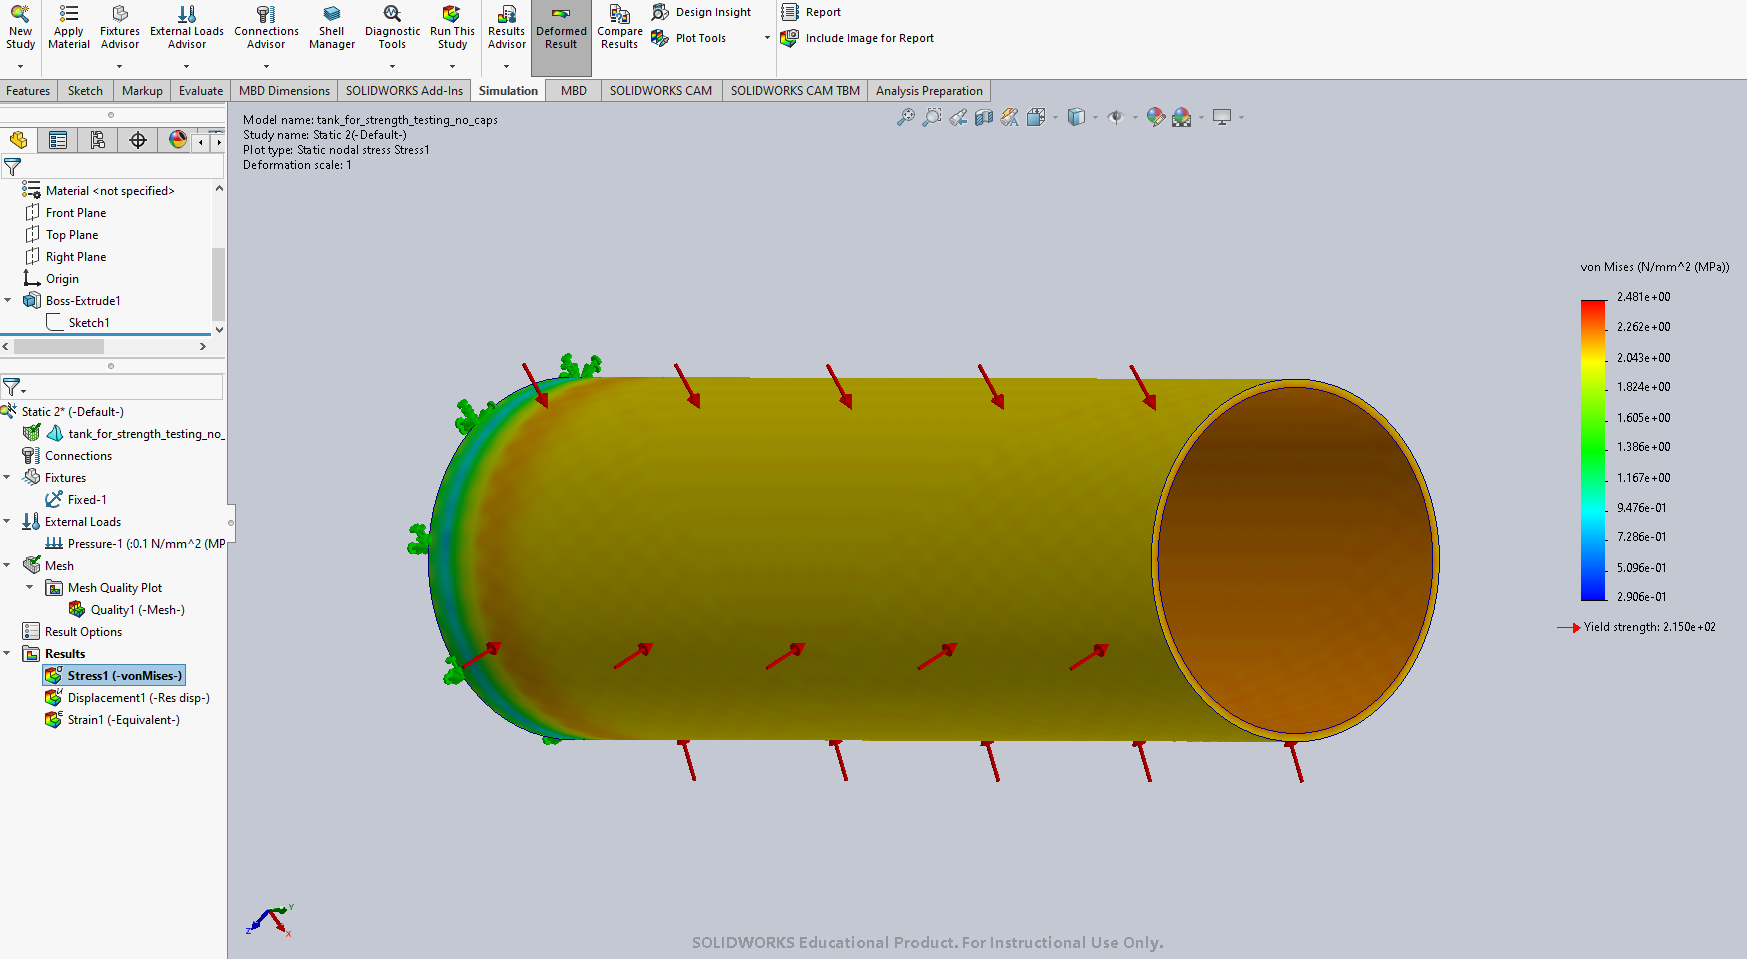 New Study
Apply Material
Fixtures Advisor
External Loads Advisor
Connections Advisor
Shell Manager
Diagnostic Tools
Run This Study
Results Advisor
Deformed Result
Compare Results
Design Insight
Plot Tools
Report
Include Image for Report
Features Sketch Markup Evaluate MBD Dimensions SOLIDWORKS Add-Ins Simulation MBD SOLIDWORKS CAM SOLIDWORKS CAM TBM Analysis Preparation
Material <not specified>
Front Plane
Top Plane
Right Plane
Origin
Boss-Extrude1
Sketch1
Static 2* (-Default-)
tank_for_strength_testing_no_
Connections
Fixtures
Fixed-1
External Loads
Pressure-1 (:0.1 N/mm^2 (MP
Mesh
Mesh Quality Plot
Quality1 (-Mesh-)
Result Options
Results
Stress1 (-vonMises-)
Displacement1 (-Res disp-)
Strain1 (-Equivalent-)
Model name: tank_for_strength_testing_no_caps
Study name: Static 2(-Default-)
Plot type: Static nodal stress Stress1
Deformation scale: 1
von Mises (N/mm^2 (MPa))
2.481e+00
2.262e+00
2.043e+00
1.824e+00
1.605e+00
1.386e+00
1.167e+00
9.476e-01
7.286e-01
5.096e-01
2.906e-01
Yield strength: 2.150e+02
Y
Z
X
SOLIDWORKS Educational Product. For Instructional Use Only.